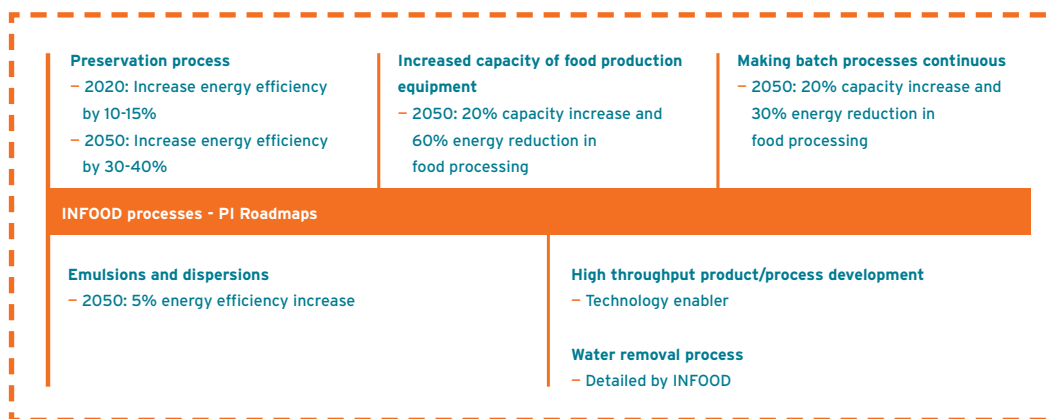 Preservation process
– 2020: Increase energy efficiency
by 10-15%
– 2050: Increase energy efficiency
by 30-40%
Increased capacity of food production
equipment
– 2050: 20% capacity increase and
60% energy reduction in
food processing
Making batch processes continuous
– 2050: 20% capacity increase and
30% energy reduction in
food processing
INFOOD processes - PI Roadmaps
Emulsions and dispersions
– 2050: 5% energy efficiency increase
High throughput product/process development
– Technology enabler
Water removal process
– Detailed by INFOOD